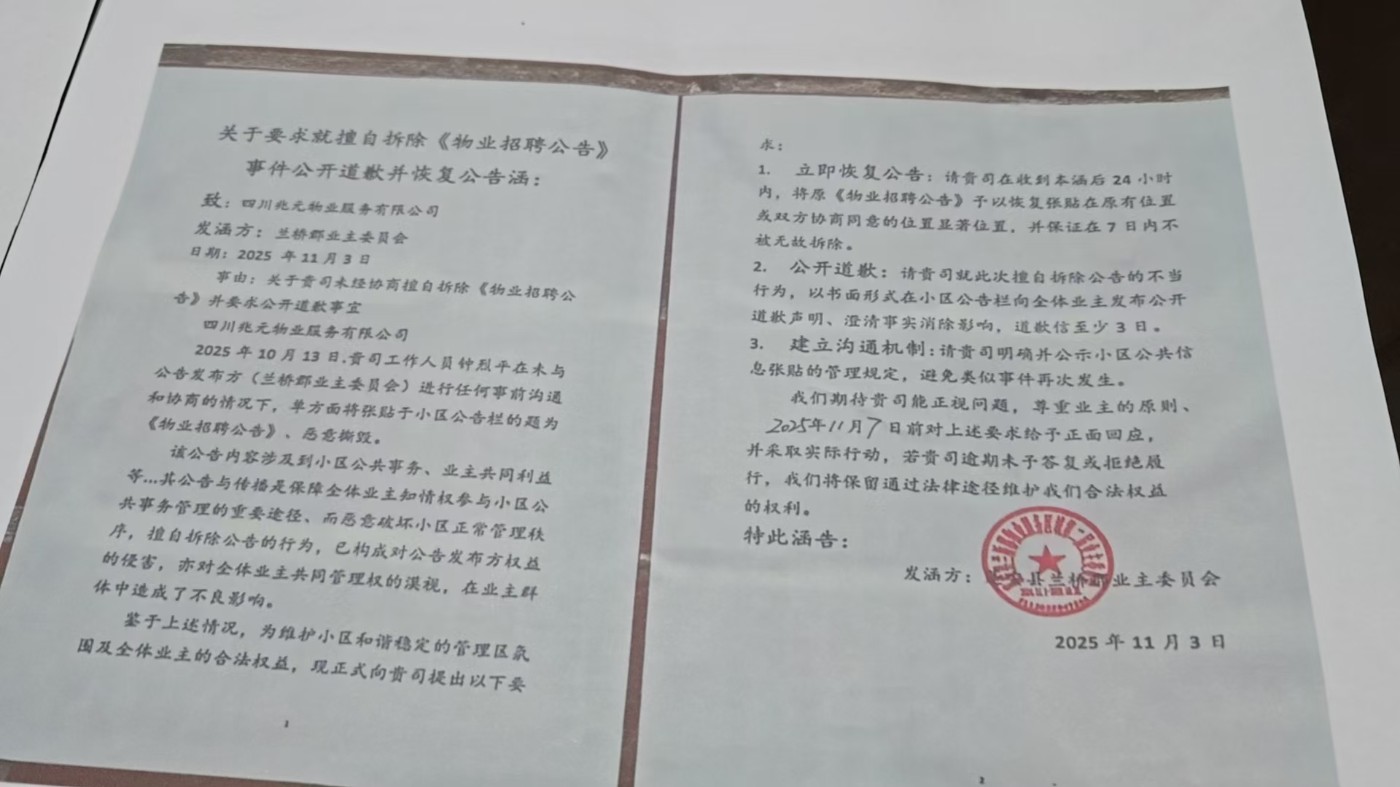 关于要求就擅自拆除《物业招聘公告》
事件公开道歉并恢复公告涵：
致：四川兆元物业服务有限公司
发涵方：兰桥郡业主委员会
日期：2025 年 11 月 3 日
事由：关于贵司未经协商擅自拆除《物业招聘公
告》并要求公开道歉事宜
四川兆元物业服务有限公司
2025 年 10 月 13 日.贵司工作人员钟烈平在未与
公告发布方（兰桥郡业主委员会）进行任何事前沟通
和协商的情况下，单方面将张贴于小区公告栏的题为
《物业招聘公告》、恶意撕毁。
该公告内容涉及到小区公共事务、业主共同利益
等...其公告与传播是保障全体业主知情权参与小区公
共事务管理的重要途径、而恶意破坏小区正常管理秩
序，擅自拆除公告的行为，已构成对公告发布方权益
的侵害，亦对全体业主共同管理权的漠视，在业主群
体中造成了不良影响。
鉴于上述情况，为维护小区和谐稳定的管理区氛
围及全体业主的合法权益，现正式向贵司提出以下要
1
求：
1. 立即恢复公告：请贵司在收到本涵后 24 小时
内，将原《物业招聘公告》予以恢复张贴在原有位置
或双方协商同意的位置显著位置，并保证在 7 日内不
被无故拆除。
2. 公开道歉：请贵司就此次擅自拆除公告的不当
行为，以书面形式在小区公告栏向全体业主发布公开
道歉声明、澄清事实消除影响，道歉信至少 3 日。
3. 建立沟通机制：请贵司明确并公示小区公共信
息张贴的管理规定，避免类似事件再次发生。
我们期待贵司能正视问题，尊重业主的原则、
2025年11月7日前对上述要求给予正面回应，
并采取实际行动，若贵司逾期未予答复或拒绝履
行，我们将保留通过法律途径维护我们合法权益
的权利。
特此涵告：
发涵方：县兰桥郡业主委员会
2025 年 11 月 3 日
2